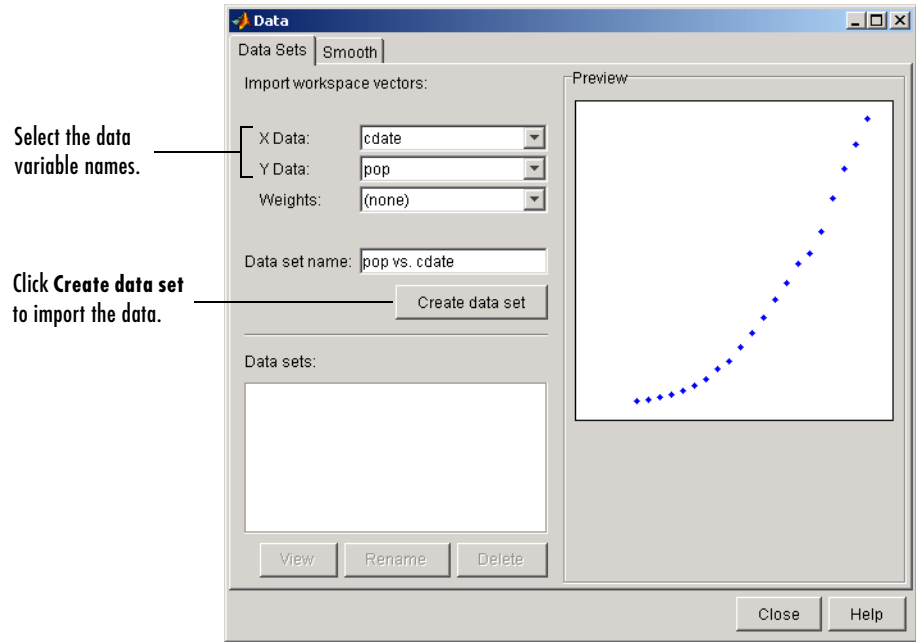 Data
Data Sets
Smooth
Import workspace vectors:
Preview
Select the data
variable names.
X Data:
cdate
Y Data:
pop
Weights:
(none)
Data set name:
pop vs. cdate
Click Create data set
to import the data.
Create data set
Data sets:
View
Rename
Delete
Close
Help